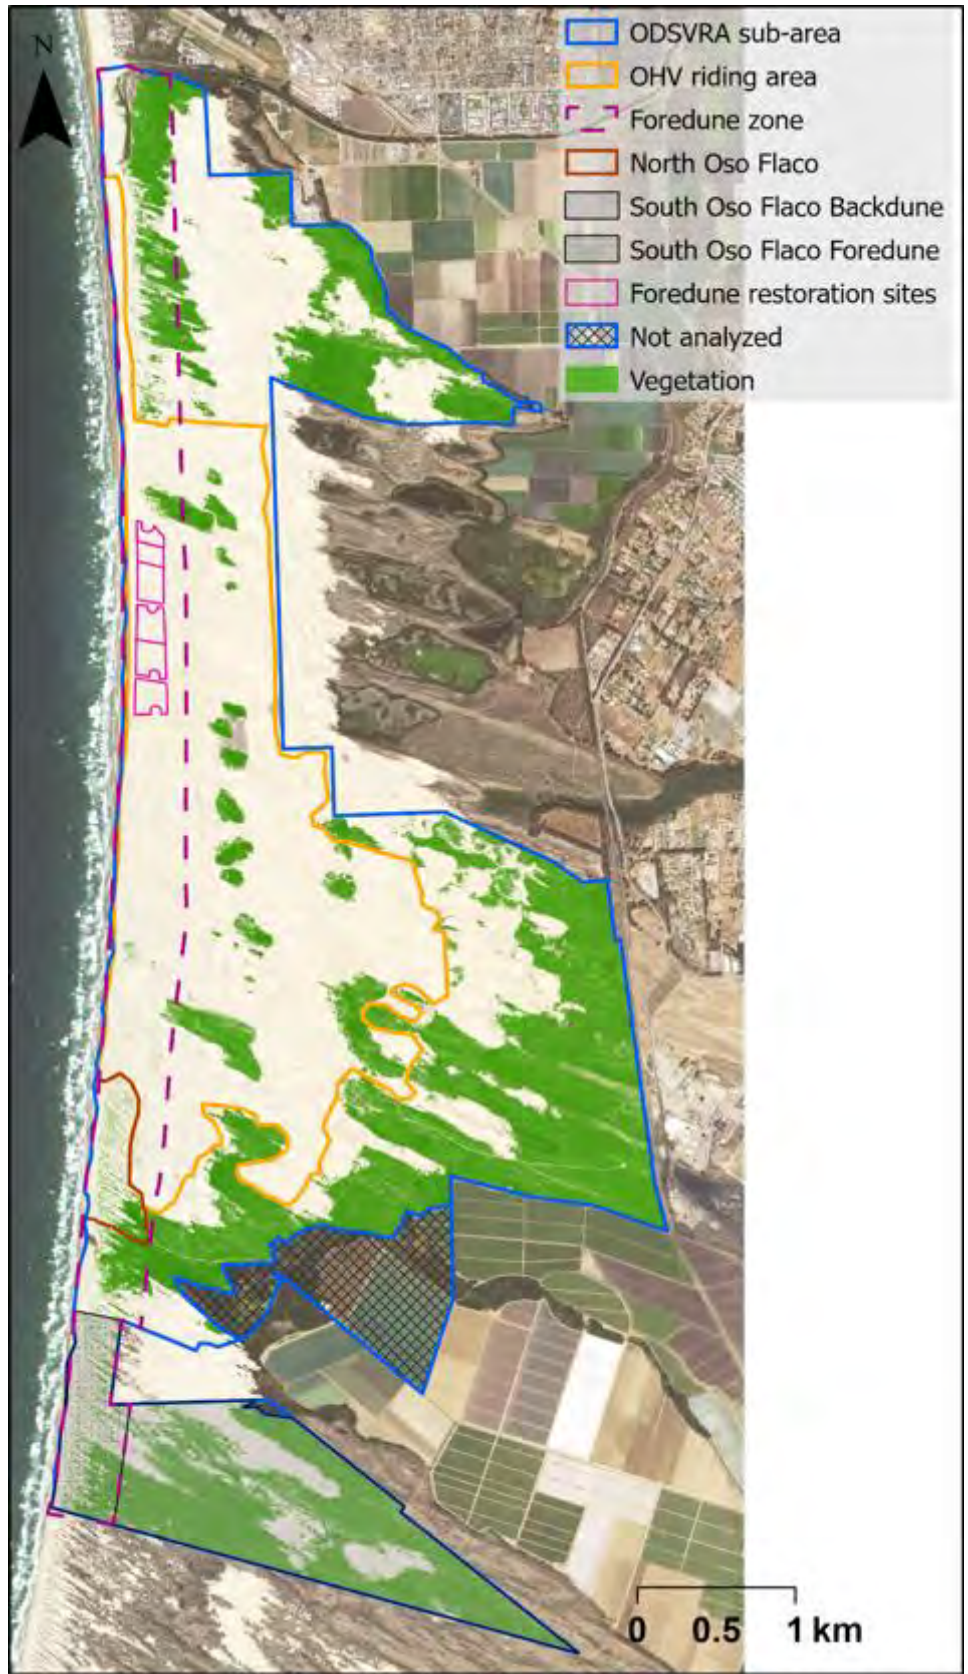 N
ODSVRA sub-area
OHV riding area
Foredune zone
North Oso Flaco
South Oso Flaco Backdune
South Oso Flaco Foredune
Foredune restoration sites
Not analyzed
Vegetation
0 0.5 1 km